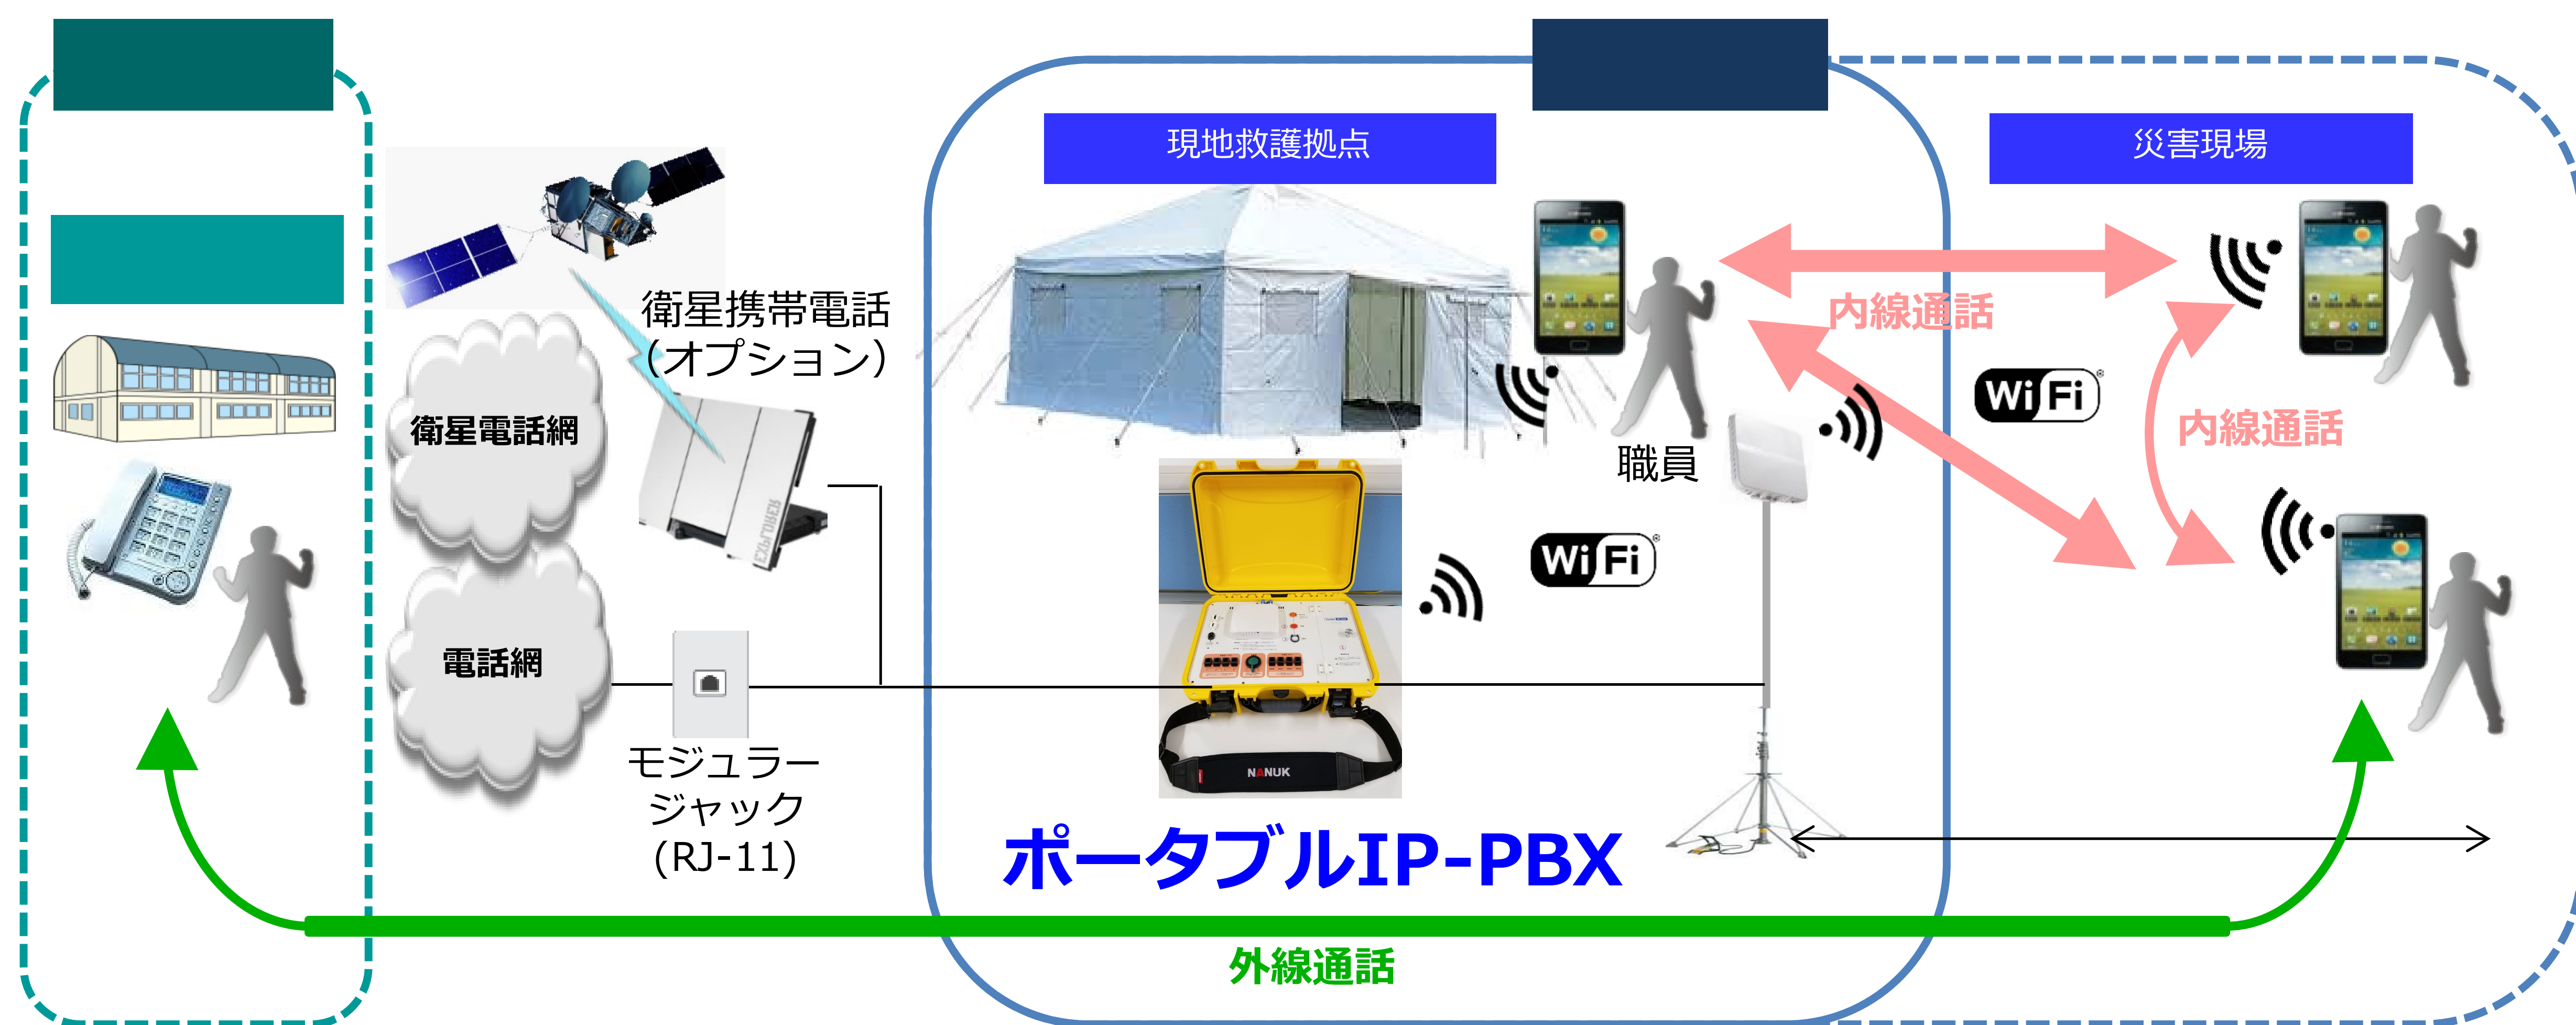 現地救護拠点
災害現場
衛星携帯電話
（オプション）
内線通話
Wi Fi
衛星電話網
内線通話
職員
EXPLORER
Wi Fi
電話網
モジュラー
ジャック
(RJ-11)
NANUK
ポータブルIP-PBX
外線通話